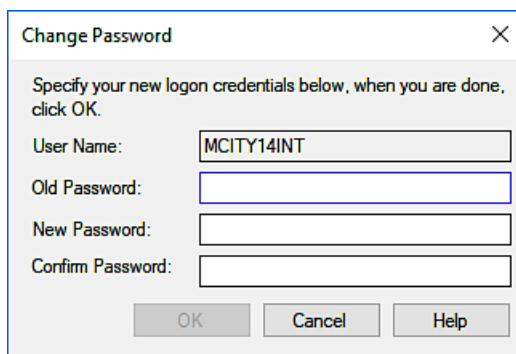 Change Password
Specify your new logon credentials below, when you are done,
click OK.
User Name: MCITY14INT
Old Password:
New Password:
Confirm Password:
OK Cancel Help